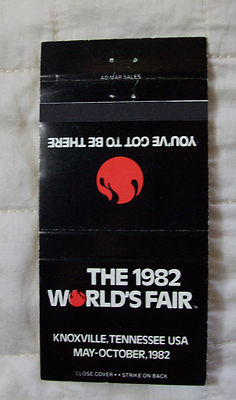 AD-MAR SALES
YOU'VE GOT TO BE THERE
THE 1982
WORLD'S FAIR
KNOXVILLE, TENNESSEE USA
MAY-OCTOBER, 1982
CLOSE COVER • • STRIKE ON BACK